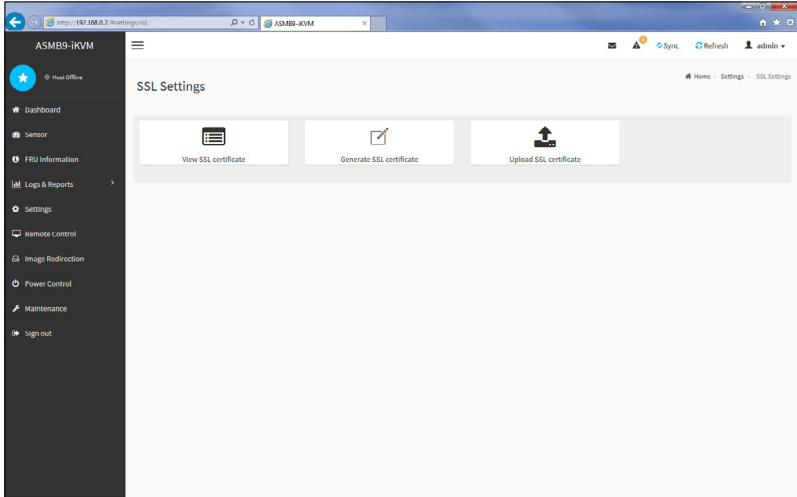 http://192.168.0.2/#settings/ssl
ASMB9-iKVM
ASMB9-iKVM
Sync
Refresh
admin
Host Offline
Home - Settings - SSL Settings
SSL Settings
Dashboard
Sensor
FRU Information
Logs & Reports
Settings
Remote Control
Image Redirection
Power Control
Maintenance
Sign out
View SSL certificate
Generate SSL certificate
Upload SSL certificate